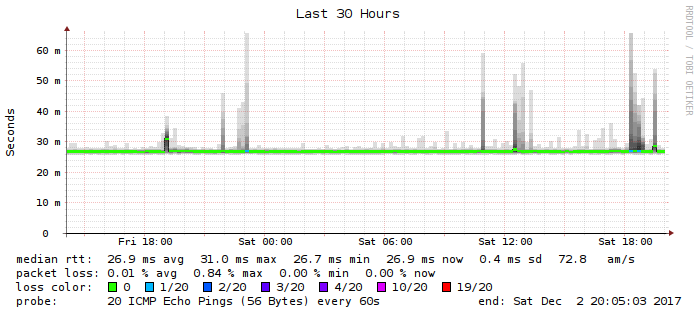 Last 30 Hours
RRDTOOL / TOBI OETIKER
Seconds
60 m
50 m
40 m
30 m
20 m
10 m
0
Fri 18:00 Sat 00:00 Sat 06:00 Sat 12:00 Sat 18:00
median rtt: 26.9 ms avg 31.0 ms max 26.7 ms min 26.9 ms now 0.4 ms sd 72.8 am/s
packet loss: 0.01 % avg 0.84 % max 0.00 % min 0.00 % now
loss color: 0 1/20 2/20 3/20 4/20 10/20 19/20
probe: 20 ICMP Echo Pings (56 Bytes) every 60s end: Sat Dec 2 20:05:03 2017